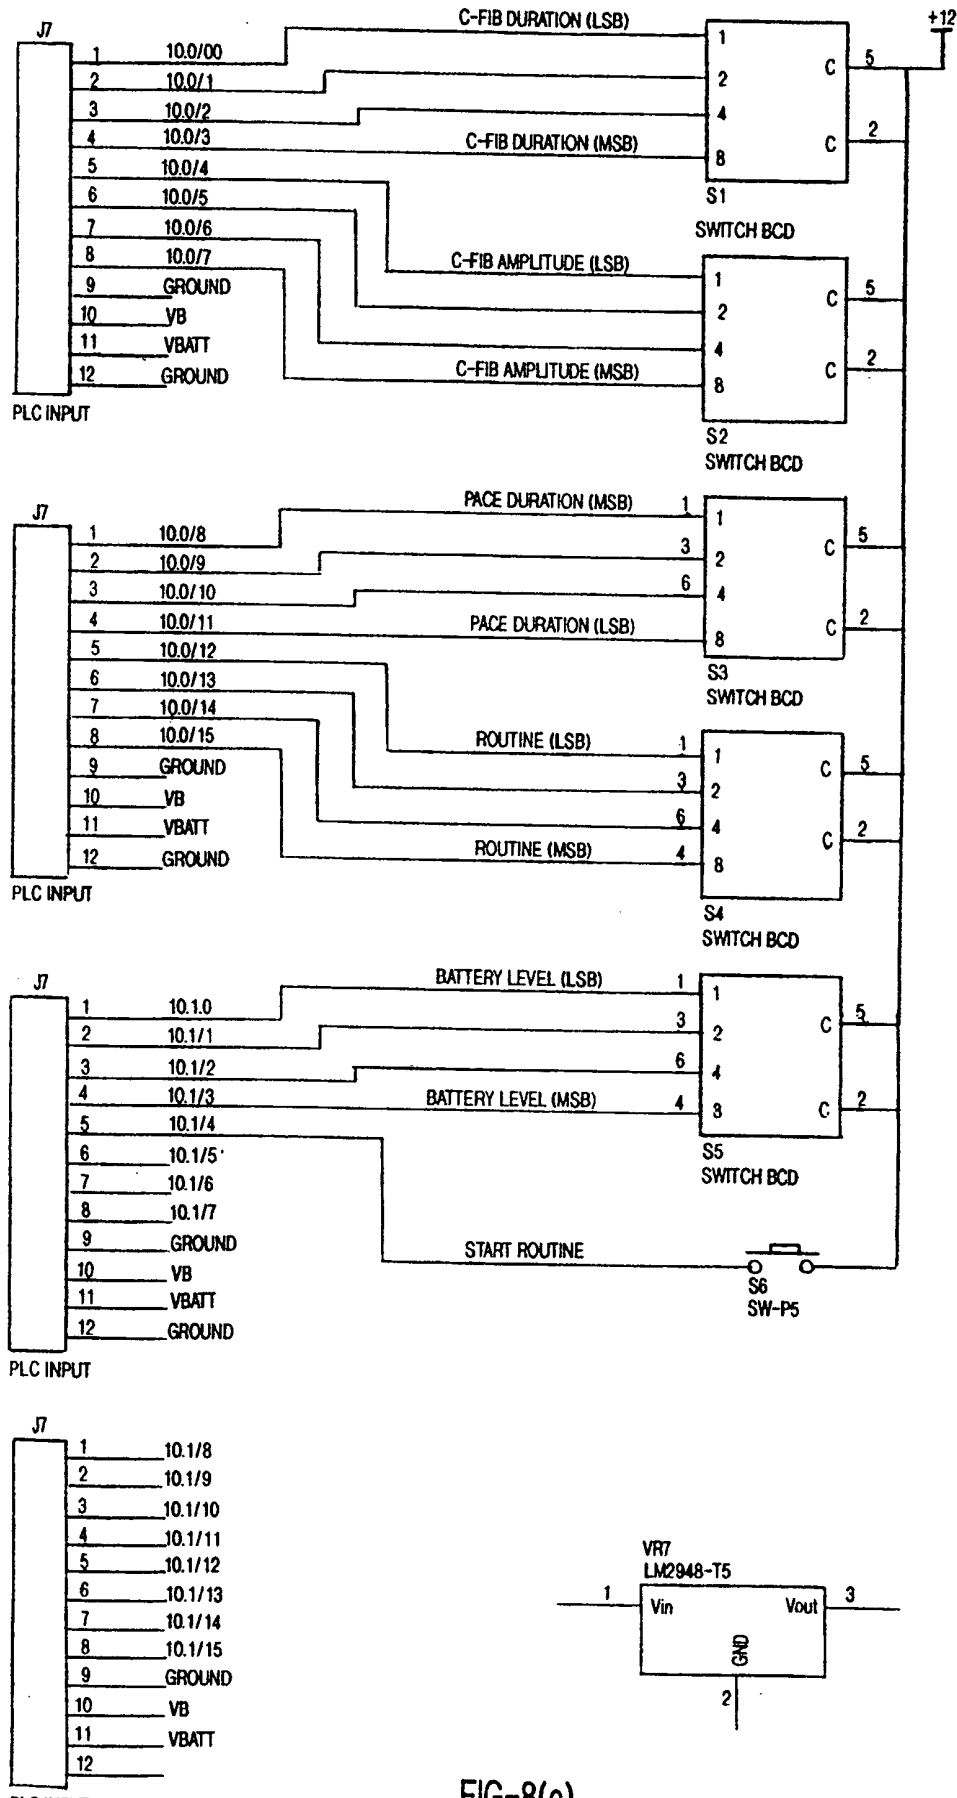 C-FIB DURATION (LSB)
+12
J7
1 10.0/00
2 10.0/1
3 10.0/2
4 10.0/3
5 10.0/4
6 10.0/5
7 10.0/6
8 10.0/7
9 GROUND
10 VB
11 VBATT
12 GROUND
PLC INPUT
C-FIB DURATION (MSB)
1
2
4
8
C 5
C 2
S1
SWITCH BCD
C-FIB AMPLITUDE (LSB)
C-FIB AMPLITUDE (MSB)
1
2
4
8
C 5
C 2
S2
SWITCH BCD
J7
1 10.0/8
2 10.0/9
3 10.0/10
4 10.0/11
5 10.0/12
6 10.0/13
7 10.0/14
8 10.0/15
9 GROUND
10 VB
11 VBATT
12 GROUND
PLC INPUT
PACE DURATION (MSB)
PACE DURATION (LSB)
1 1
3 2
6 4
8
C 5
C 2
S3
SWITCH BCD
ROUTINE (LSB)
ROUTINE (MSB)
1 1
3 2
6 4
4 8
C 5
C 2
S4
SWITCH BCD
J7
1 10.1.0
2 10.1/1
3 10.1/2
4 10.1/3
5 10.1/4
6 10.1/5
7 10.1/6
8 10.1/7
9 GROUND
10 VB
11 VBATT
12 GROUND
PLC INPUT
BATTERY LEVEL (LSB)
BATTERY LEVEL (MSB)
1 1
3 2
6 4
4 8
C 5
C 2
S5
SWITCH BCD
START ROUTINE
S6
SW-P5
J7
1 10.1/8
2 10.1/9
3 10.1/10
4 10.1/11
5 10.1/12
6 10.1/13
7 10.1/14
8 10.1/15
9 GROUND
10 VB
11 VBATT
12
VR7
LM2948-T5
1 Vin Vout 3
GND
2